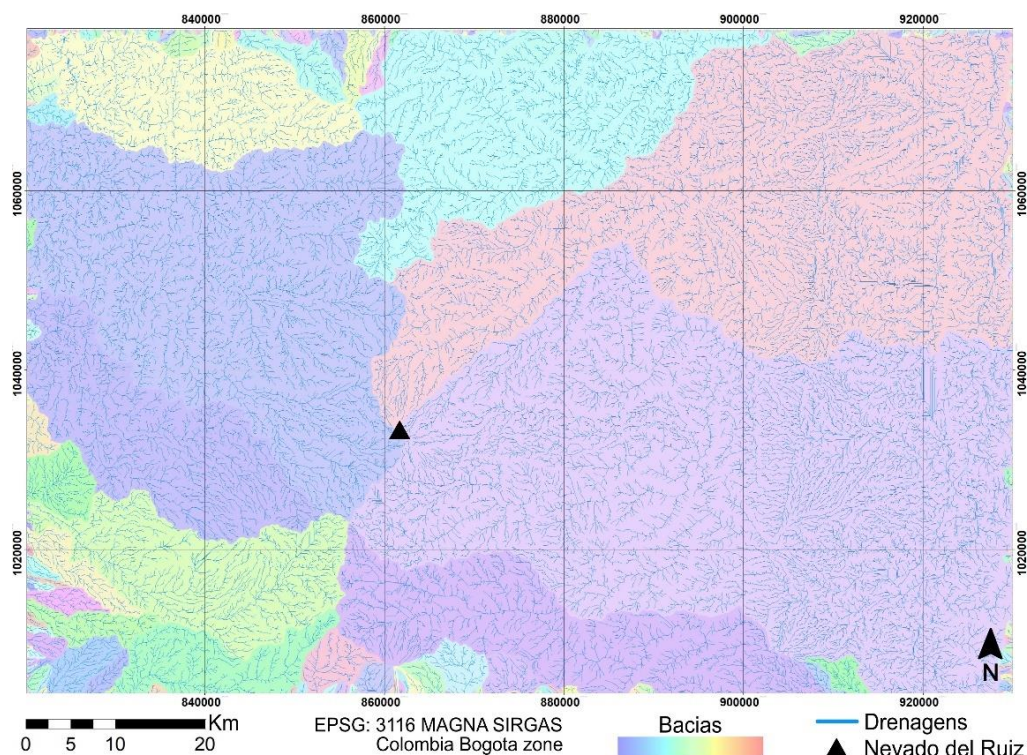 840000 860000 880000 900000 920000
1060000 1060000
1040000 1040000
1020000 1020000
N
840000 860000 880000 900000 920000
Km
0 5 10 20
EPSG: 3116 MAGNA SIRGAS
Colombia Bogota zone
Bacias
Drenagens
Nevado del Ruiz